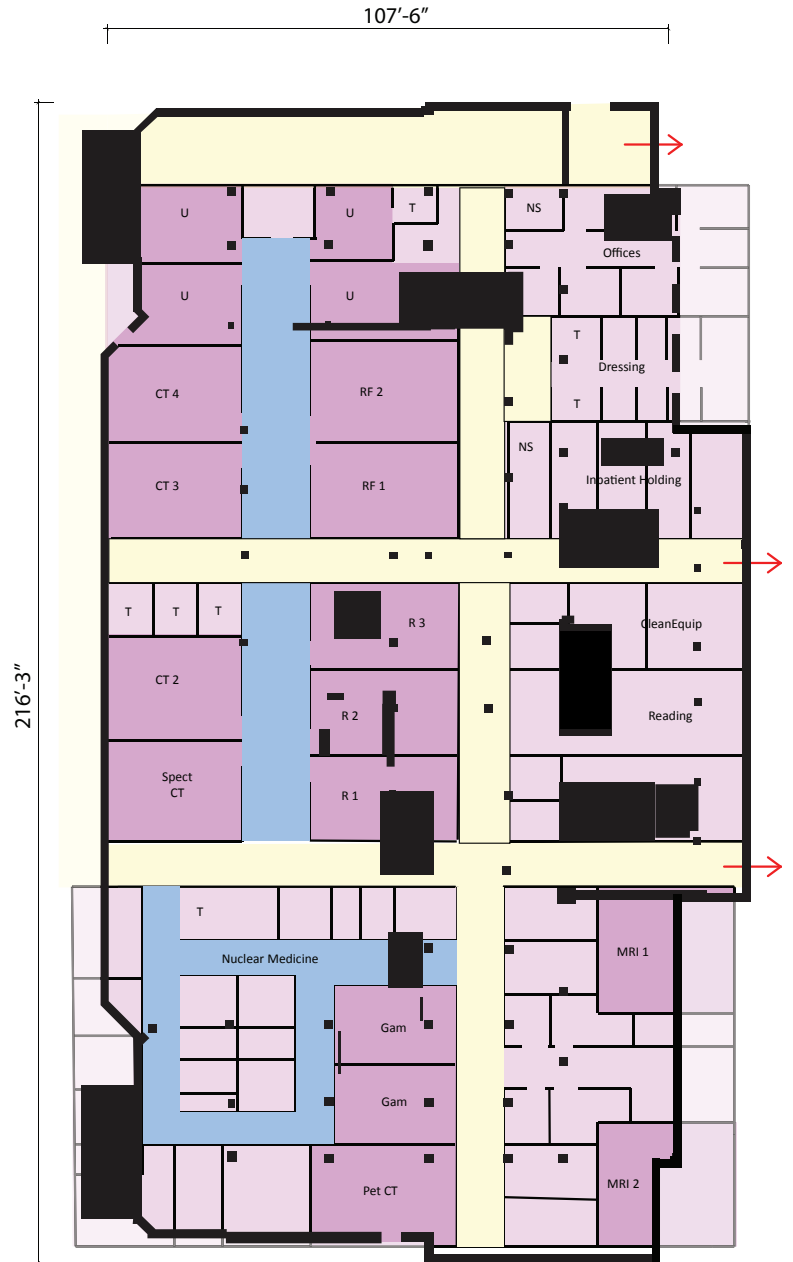 107'-6”
U
U
T
NS
Offices
U
U
T
Dressing
CT 4
RF 2
T
NS
CT 3
RF 1
Inpatient Holding
T
T
T
R 3
CleanEquip
CT 2
216'-3”
R 2
Reading
Spect
CT
R 1
T
Nuclear Medicine
MRI 1
Gam
Gam
Pet CT
MRI 2